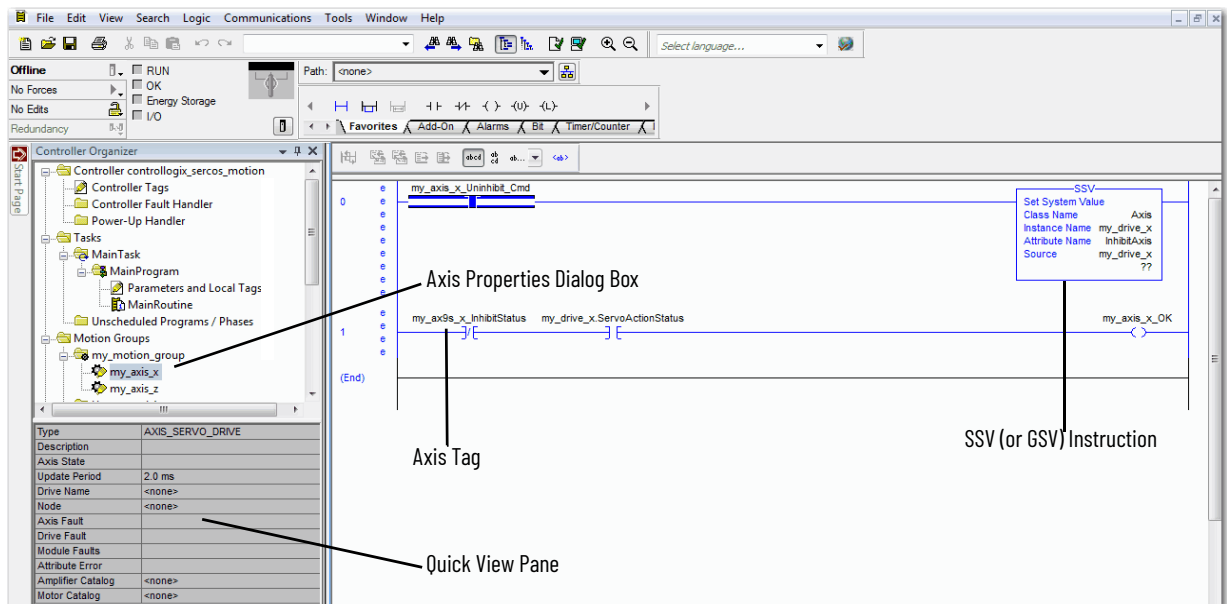 File Edit View Search Logic Communications Tools Window Help
Select language...
Offline
RUN
Path: <none>
No Forces
OK
Energy Storage
No Edits
I/O
Redundancy
Favorites Add-On Alarms Bit Timer/Counter
Start Page
Controller Organizer
Controller controllogix_sercos_motion
Controller Tags
Controller Fault Handler
Power-Up Handler
Tasks
MainTask
MainProgram
Parameters and Local Tags
MainRoutine
Unscheduled Programs / Phases
Motion Groups
my_motion_group
my_axis_x
my_axis_z
Type AXIS_SERVO_DRIVE
Description
Axis State
Update Period 2.0 ms
Drive Name <none>
Node <none>
Axis Fault
Drive Fault
Module Faults
Attribute Error
Amplifier Catalog <none>
Motor Catalog <none>
abcd ab cd ab... <ab>
0
e
e
e
e
e
e
e
e
e
my_axis_x_Uninhibit_Cmd
SSV
Set System Value
Class Name Axis
Instance Name my_drive_x
Attribute Name InhibitAxis
Source my_drive_x
??
1
e
e
e
e
my_ax9s_x_InhibitStatus my_drive_x.ServoActionStatus my_axis_x_OK
(End)
Axis Properties Dialog Box
Axis Tag
SSV (or GSV) Instruction
Quick View Pane